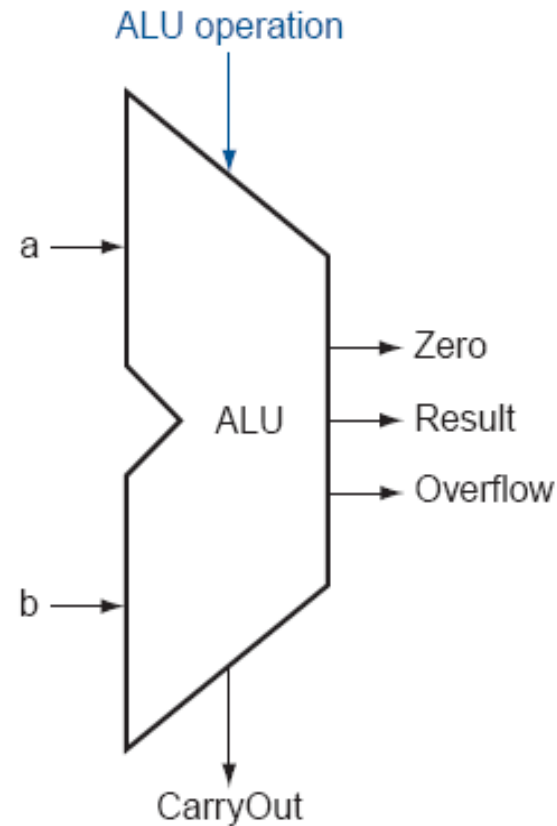 ALU operation
a
Zero
ALU
Result
Overflow
b
CarryOut